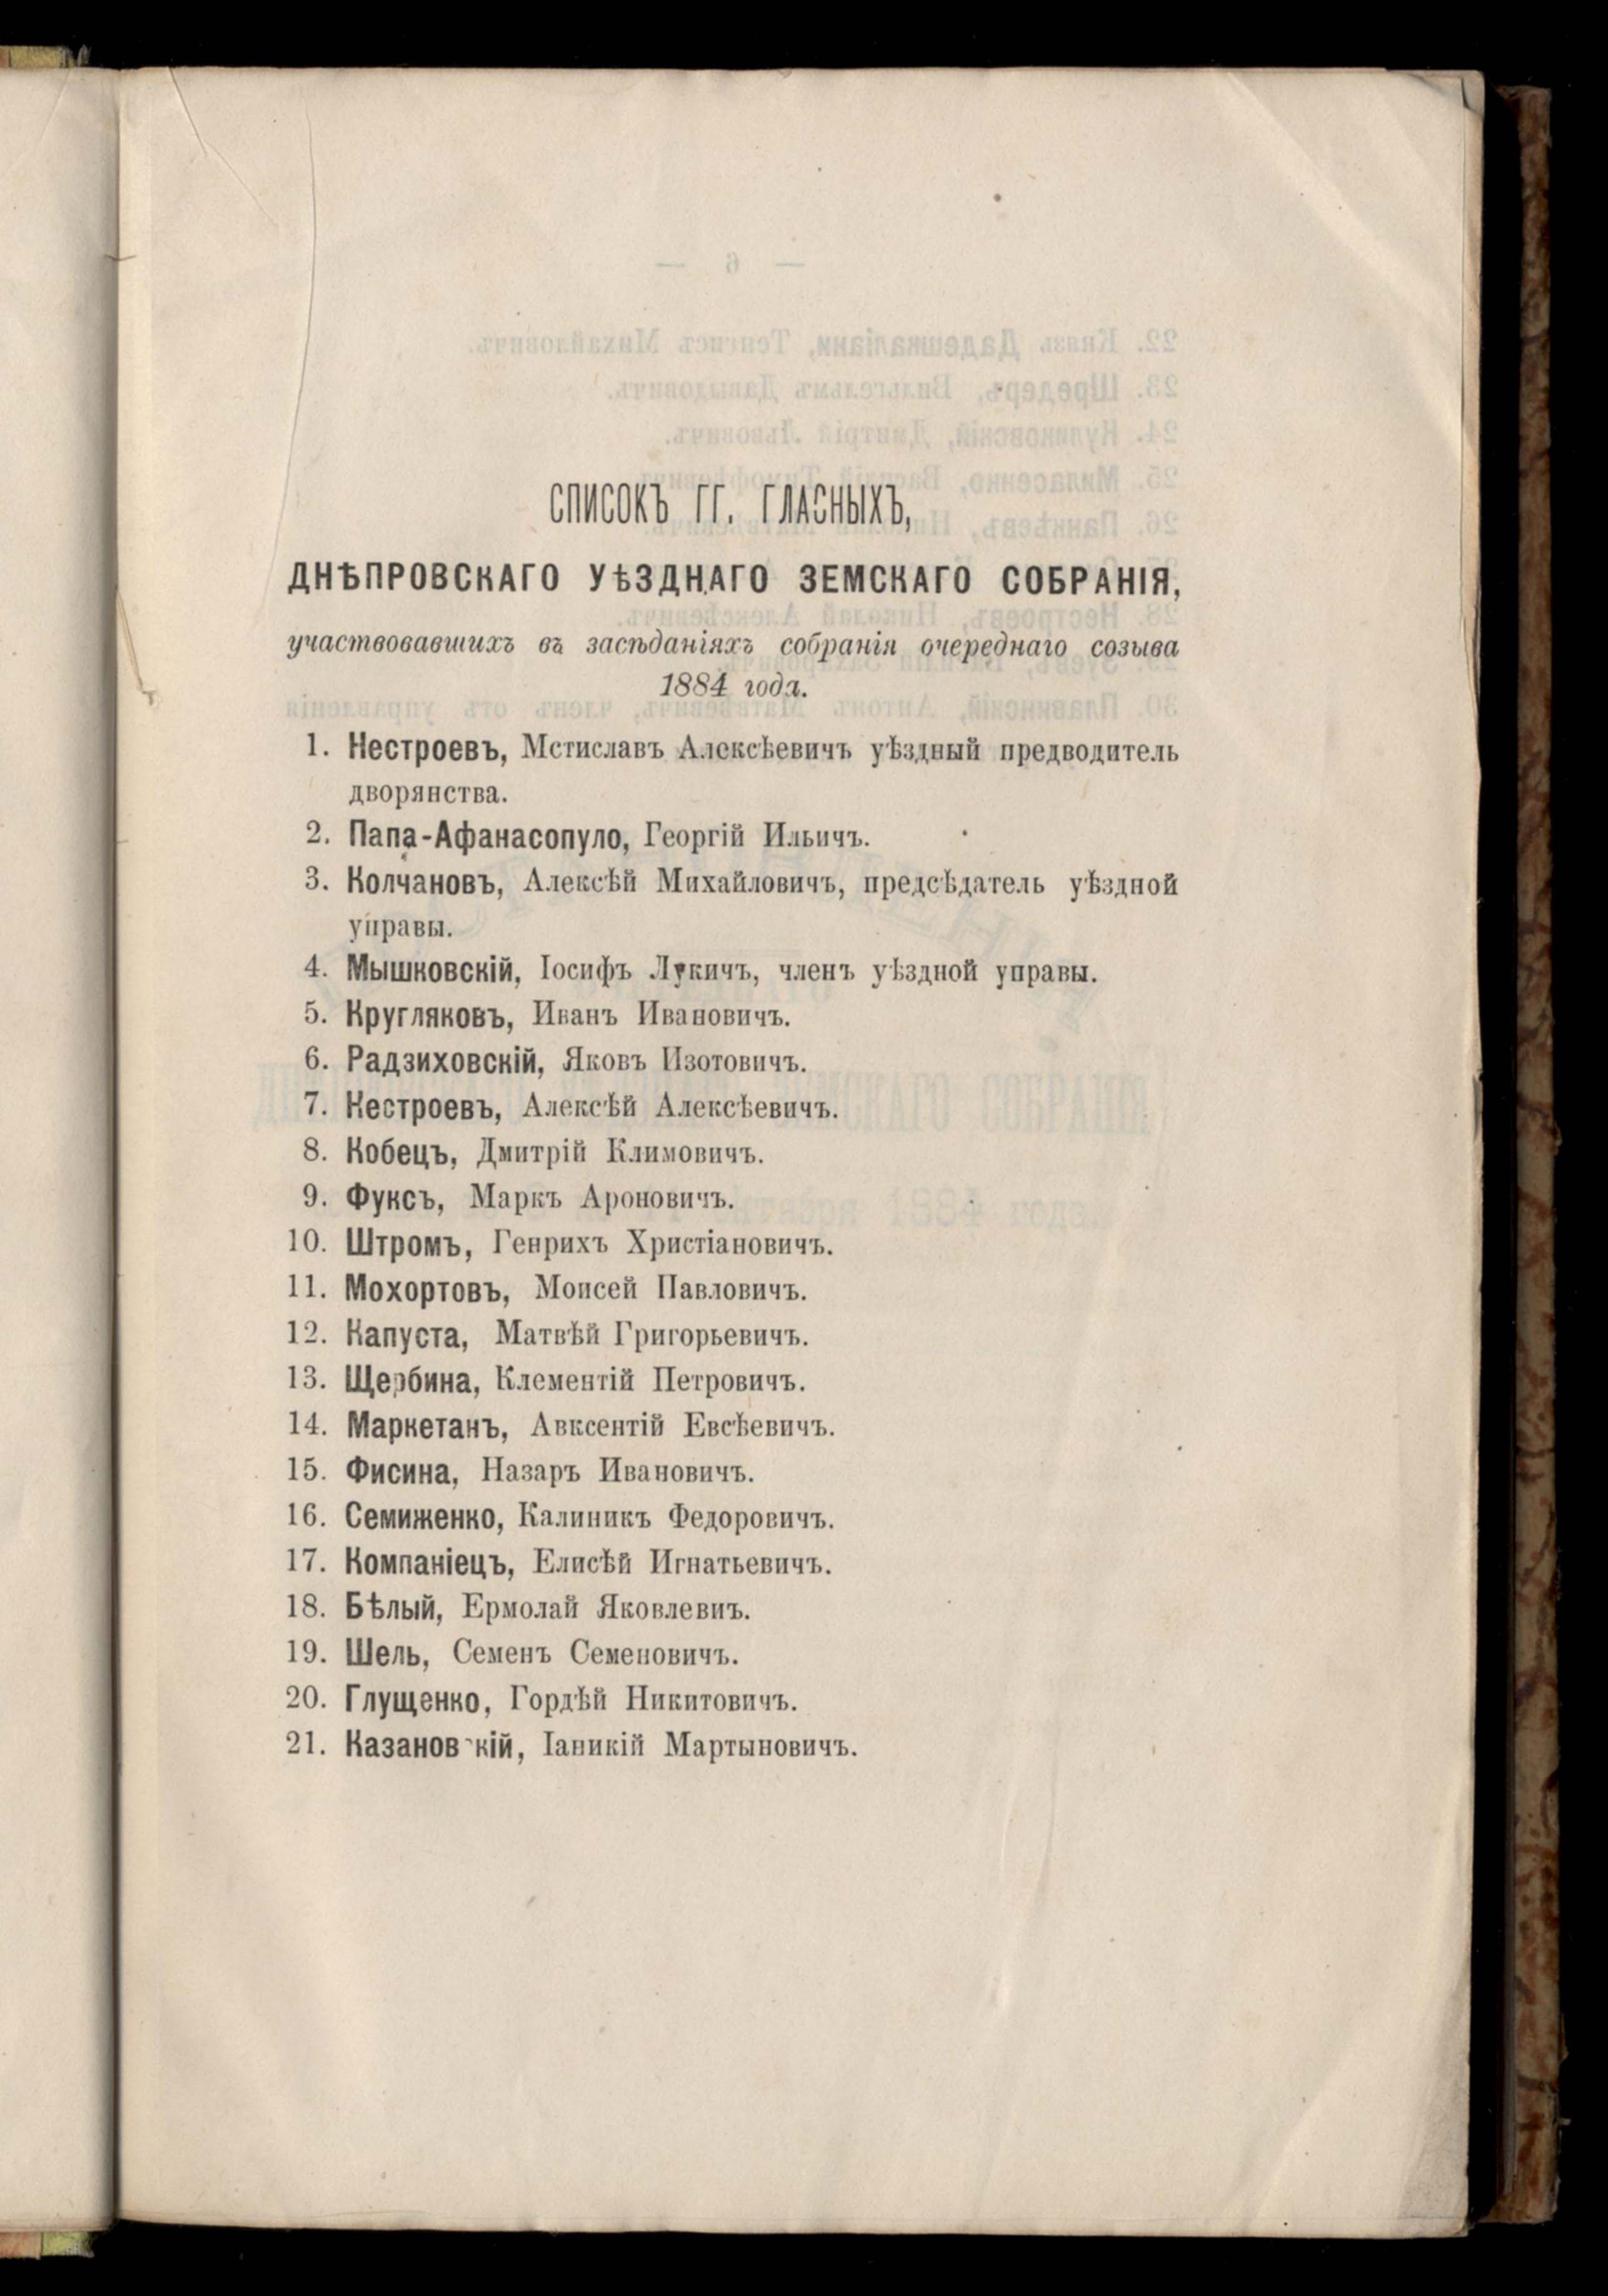 СПИСОКЪ ГГ. ГЛАСНЫХЪ,
ДНѢПРОВСКАГО УѢЗДНАГО ЗЕМСКАГО СОБРАНІЯ,
участвовавшихъ въ засѣданіяхъ собранія очереднаго созыва
1884 года.
1. Нестроевъ, Мстиславъ Алексѣевичъ уѣздный предводитель
дворянства.
2. Папа-Афанасопуло, Георгій Ильичъ.
3. Колчановъ, Алексѣй Михайловичъ, предсѣдатель уѣздной
управы.
4. Мышковскій, Іосифъ Лукичъ, членъ уѣздной управы.
5. Кругляковъ, Иванъ Ивановичъ.
6. Радзиховскій, Яковъ Изотовичъ.
7. Нестроевъ, Алексѣй Алексѣевичъ.
8. Кобецъ, Дмитрій Климовичъ.
9. Фуксъ, Маркъ Ароновичъ.
10. Штромъ, Генрихъ Христіановичъ.
11. Мохортовъ, Моисей Павловичъ.
12. Капуста, Матвѣй Григорьевичъ.
13. Щербина, Клементій Петровичъ.
14. Маркетанъ, Авксентій Евсѣевичъ.
15. Фисина, Назаръ Ивановичъ.
16. Семиженко, Калиникъ Федоровичъ.
17. Компаніецъ, Елисѣй Игнатьевичъ.
18. Бѣлый, Ермолай Яковлевиъ.
19. Шель, Семенъ Семеновичъ.
20. Глущенко, Гордѣй Никитовичъ.
21. Казановскій, Іаникій Мартыновичъ.